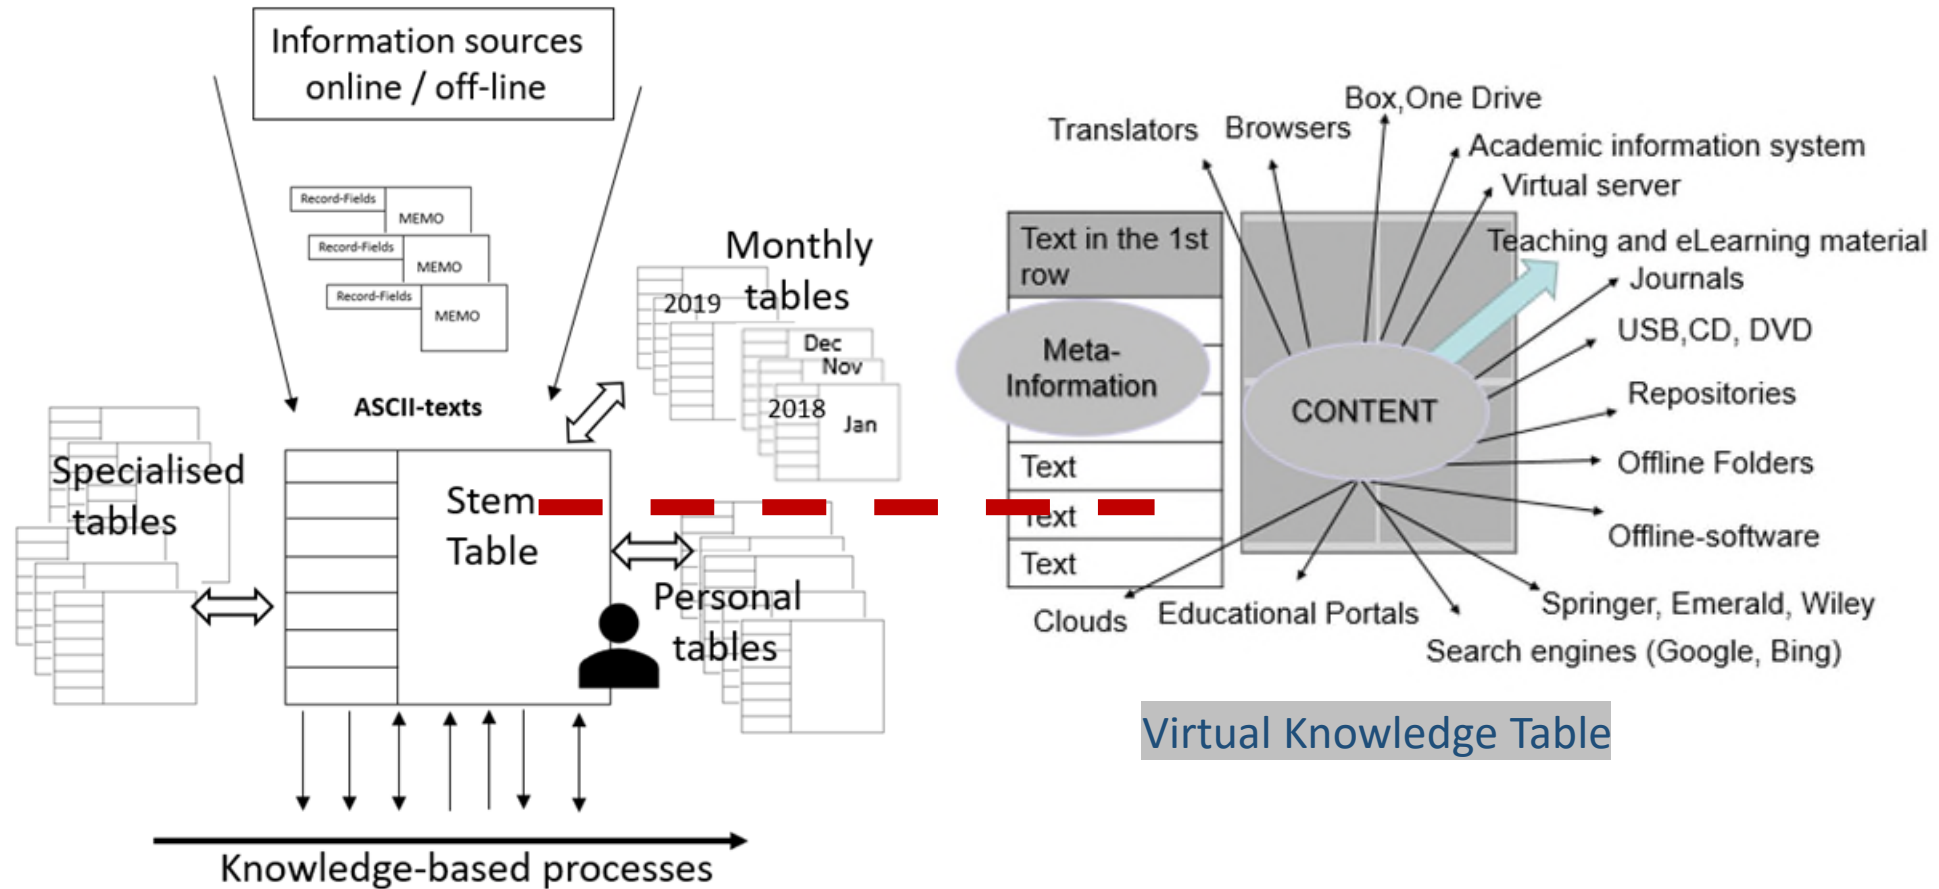 Information sources
online / off-line
Record-Fields
MEMO
Record-Fields
MEMO
Record-Fields
MEMO
ASCII-texts
Monthly
tables
2019
Dec
Nov
2018
Jan
Specialised
tables
Stem
Table
Personal
tables
Knowledge-based processes
Box,One Drive
Translators
Browsers
Academic information system
Virtual server
Text in the 1st
row
Teaching and eLearning material
Journals
USB,CD, DVD
Meta-
Information
CONTENT
Repositories
Text
Offline Folders
Text
Offline-software
Text
Clouds
Educational Portals
Springer, Emerald, Wiley
Search engines (Google, Bing)
Virtual Knowledge Table